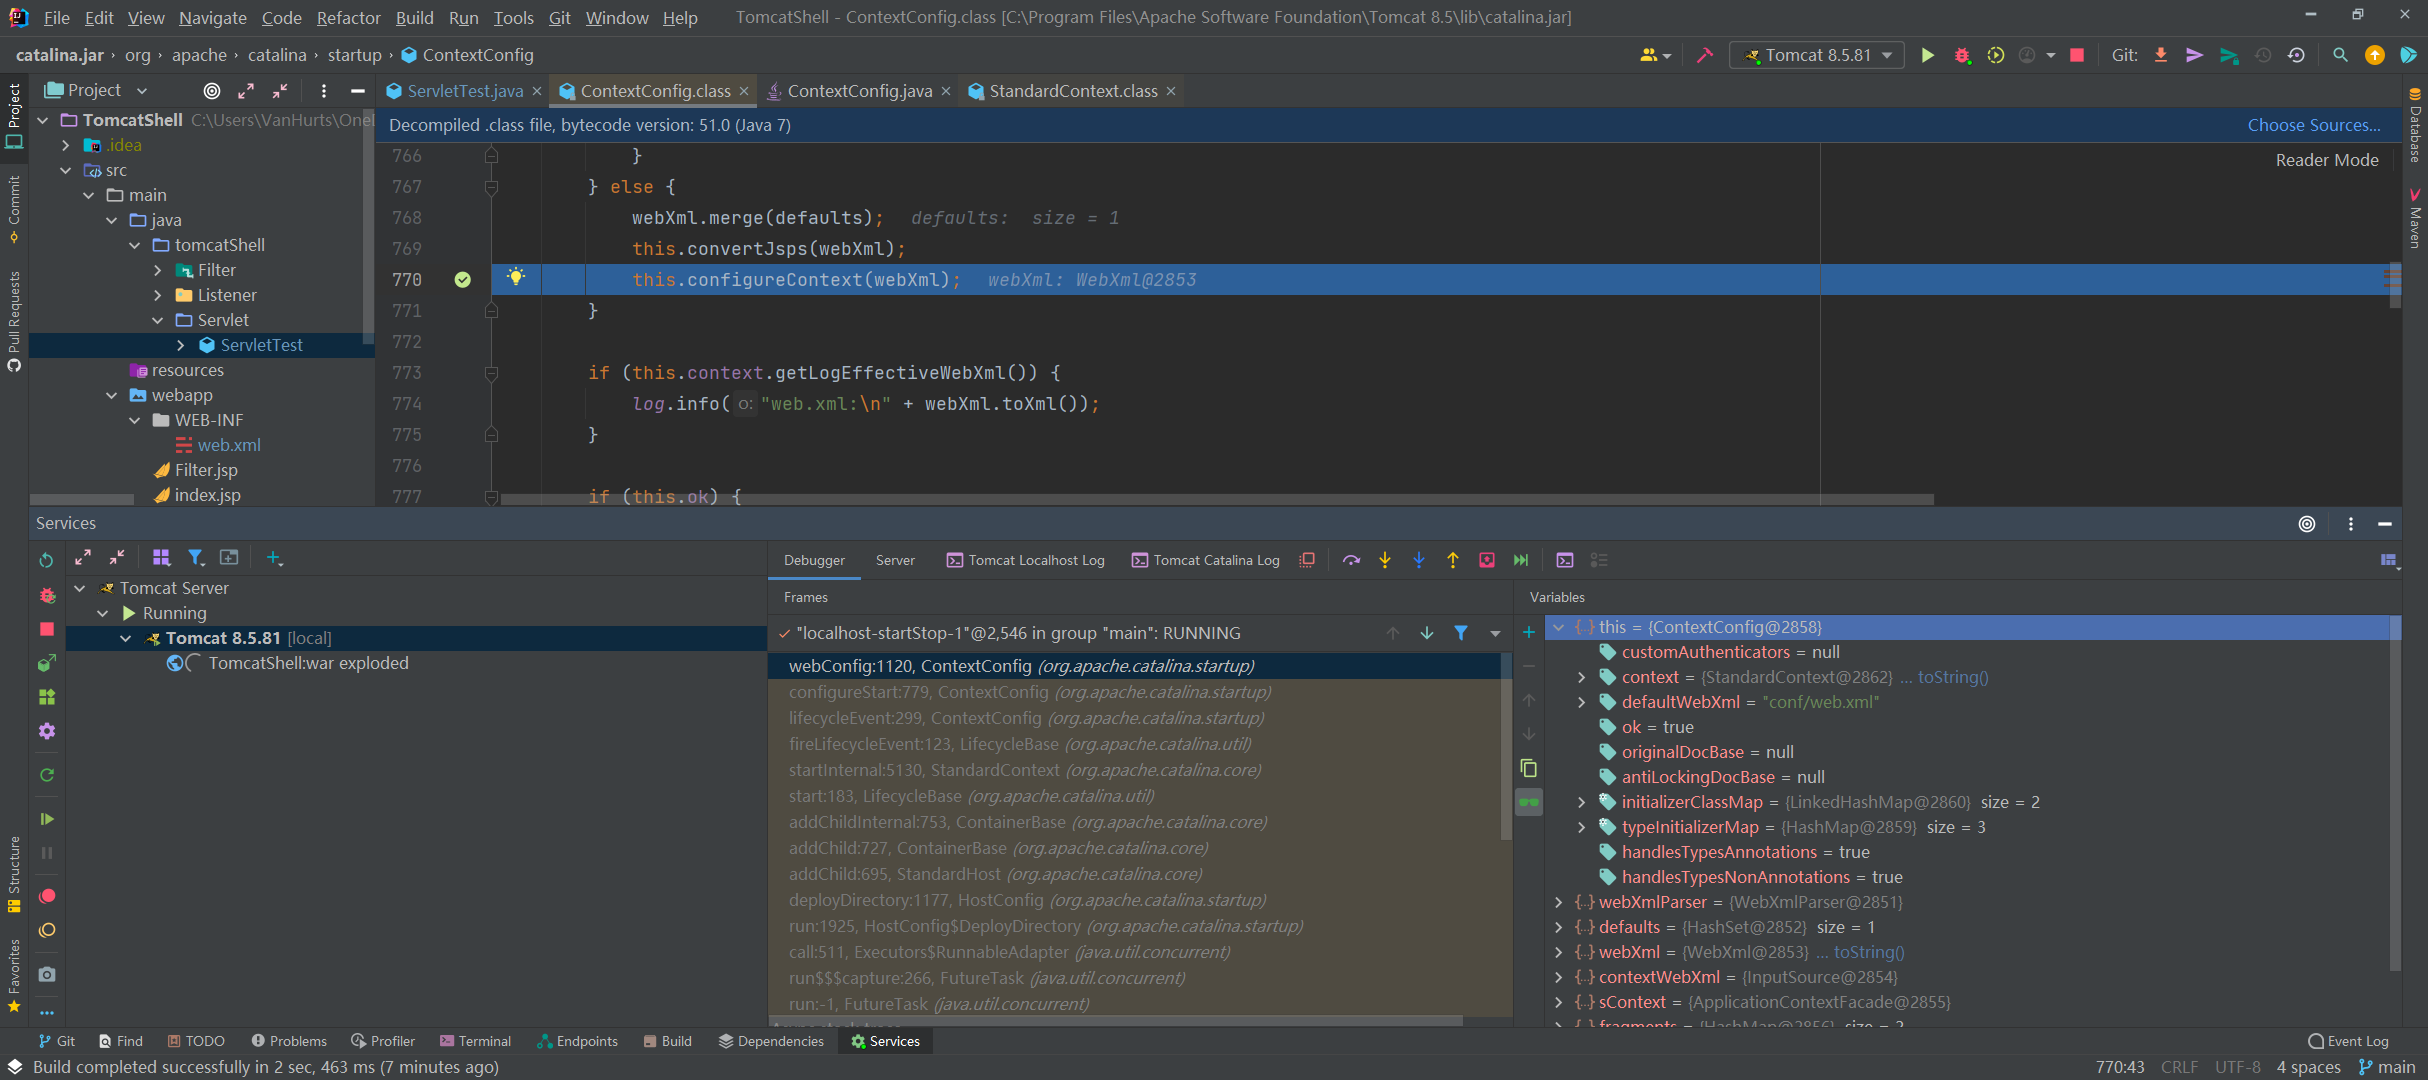 File Edit View Navigate Code Refactor Build Run Tools Git Window Help TomcatShell - ContextConfig.class [C:\Program Files\Apache Software Foundation\Tomcat 8.5\lib\catalina.jar]
catalina.jar › org › apache › catalina › startup › ContextConfig
Tomcat 8.5.81 Git:
Project
ServletTest.java ContextConfig.class ContextConfig.java StandardContext.class
Decompiled .class file, bytecode version: 51.0 (Java 7) Choose Sources...
Reader Mode
Project
Commit
Pull Requests
Structure
Favorites
Database
Maven
TomcatShell C:\Users\VanHurts\One
.idea
src
main
java
tomcatShell
Filter
Listener
Servlet
ServletTest
resources
webapp
WEB-INF
web.xml
Filter.jsp
index.jsp
766 }
767 } else {
768 webXml.merge(defaults); defaults: size = 1
769 this.convertJsps(webXml);
770 this.configureContext(webXml); webXml: WebXml@2853
771 }
772
773 if (this.context.getLogEffectiveWebXml()) {
774 log.info( o: "web.xml:\n" + webXml.toXml());
775 }
776
777 if (this.ok) {
Services
Tomcat Server
Running
Tomcat 8.5.81 [local]
TomcatShell:war exploded
Debugger Server Tomcat Localhost Log Tomcat Catalina Log
Frames
"localhost-startStop-1"@2,546 in group "main": RUNNING
webConfig:1120, ContextConfig (org.apache.catalina.startup)
configureStart:779, ContextConfig (org.apache.catalina.startup)
lifecycleEvent:299, ContextConfig (org.apache.catalina.startup)
fireLifecycleEvent:123, LifecycleBase (org.apache.catalina.util)
startInternal:5130, StandardContext (org.apache.catalina.core)
start:183, LifecycleBase (org.apache.catalina.util)
addChildInternal:753, ContainerBase (org.apache.catalina.core)
addChild:727, ContainerBase (org.apache.catalina.core)
addChild:695, StandardHost (org.apache.catalina.core)
deployDirectory:1177, HostConfig (org.apache.catalina.startup)
run:1925, HostConfig$DeployDirectory (org.apache.catalina.startup)
call:511, Executors$RunnableAdapter (java.util.concurrent)
run$$$capture:266, FutureTask (java.util.concurrent)
run:-1, FutureTask (java.util.concurrent)
Variables
this = {ContextConfig@2858}
customAuthenticators = null
context = {StandardContext@2862} ... toString()
defaultWebXml = "conf/web.xml"
ok = true
originalDocBase = null
antiLockingDocBase = null
initializerClassMap = {LinkedHashMap@2860} size = 2
typeInitializerMap = {HashMap@2859} size = 3
handlesTypesAnnotations = true
handlesTypesNonAnnotations = true
webXmlParser = {WebXmlParser@2851}
defaults = {HashSet@2852} size = 1
webXml = {WebXml@2853} ... toString()
contextWebXml = {InputSource@2854}
sContext = {ApplicationContextFacade@2855}
fragments = {HashMap@2856} size = 2
Git Find TODO Problems Profiler Terminal Endpoints Build Dependencies Services Event Log
Build completed successfully in 2 sec, 463 ms (7 minutes ago) 770:43 CRLF UTF-8 4 spaces main